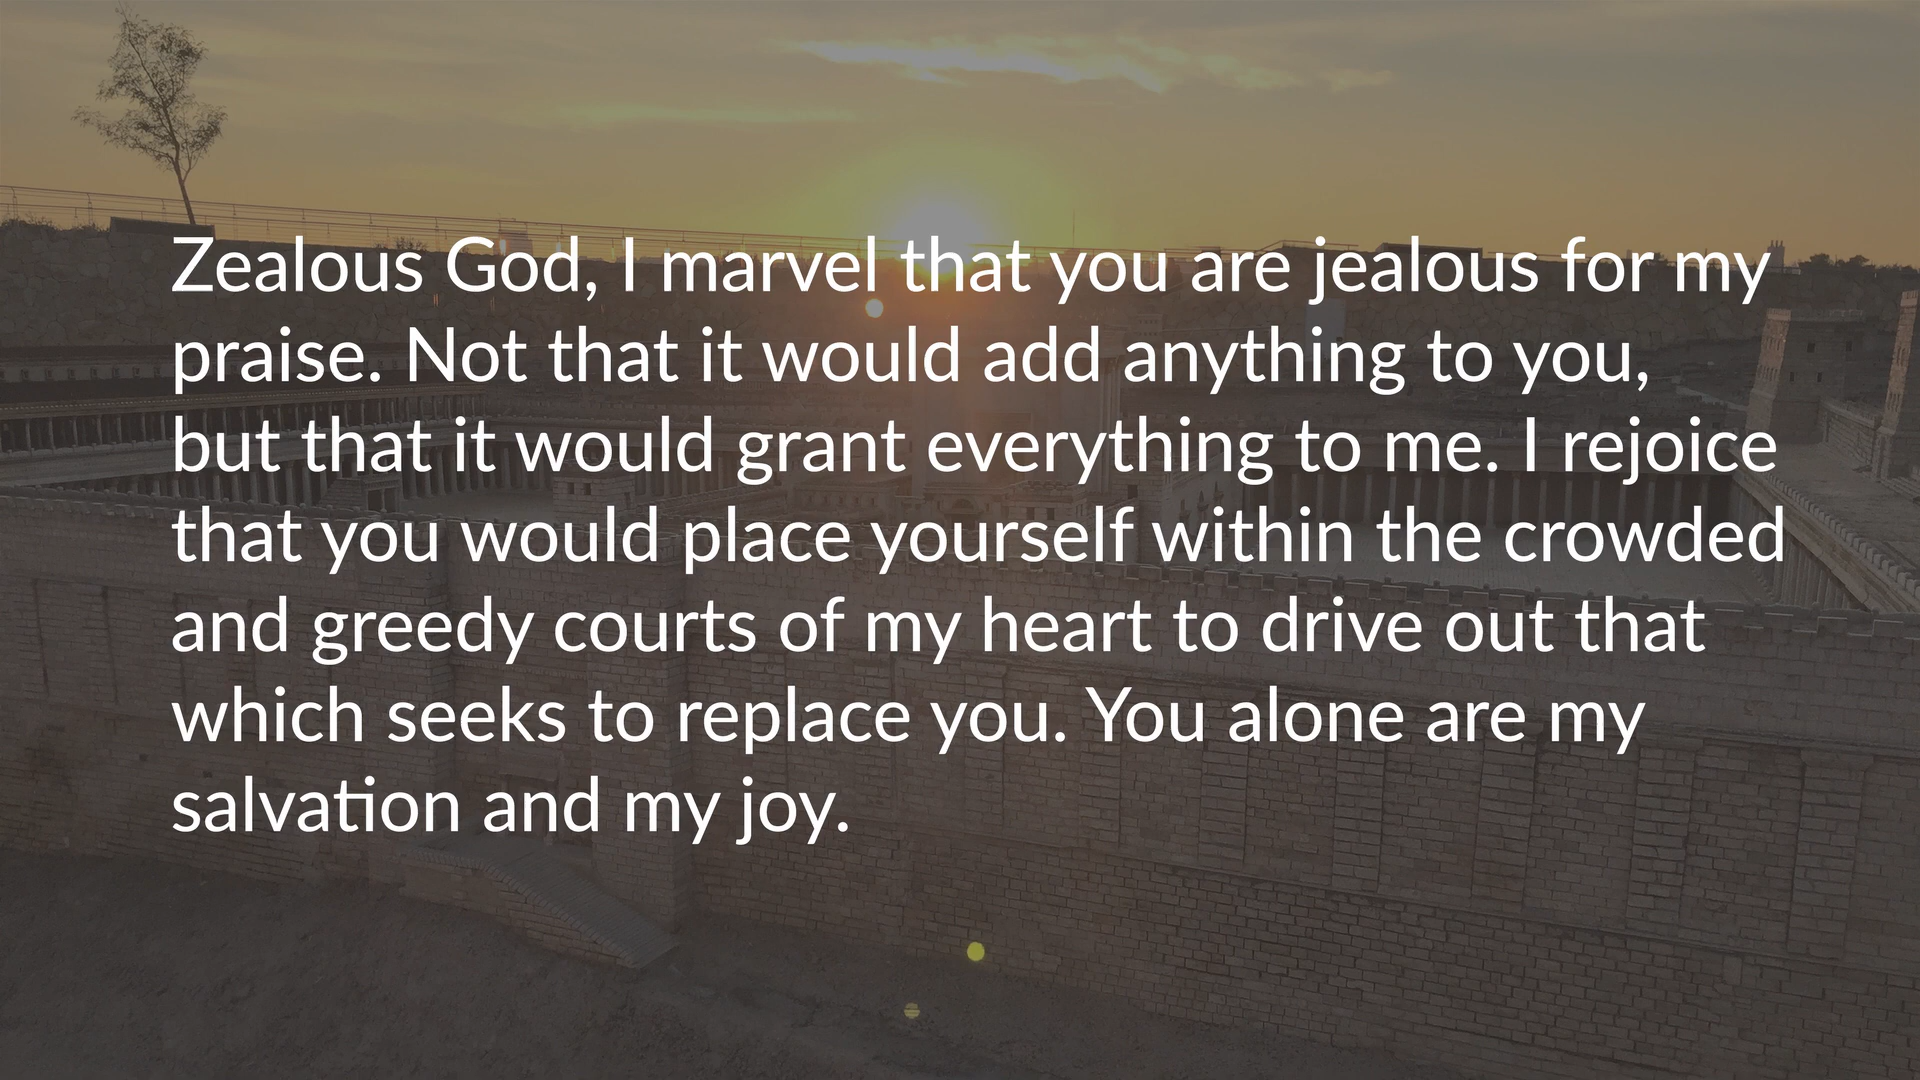 Zealous God, I marvel that you are jealous for my
praise. Not that it would add anything to you,
but that it would grant everything to me. I rejoice
that you would place yourself within the crowded
and greedy courts of my heart to drive out that
which seeks to replace you. You alone are my
salvation and my joy.